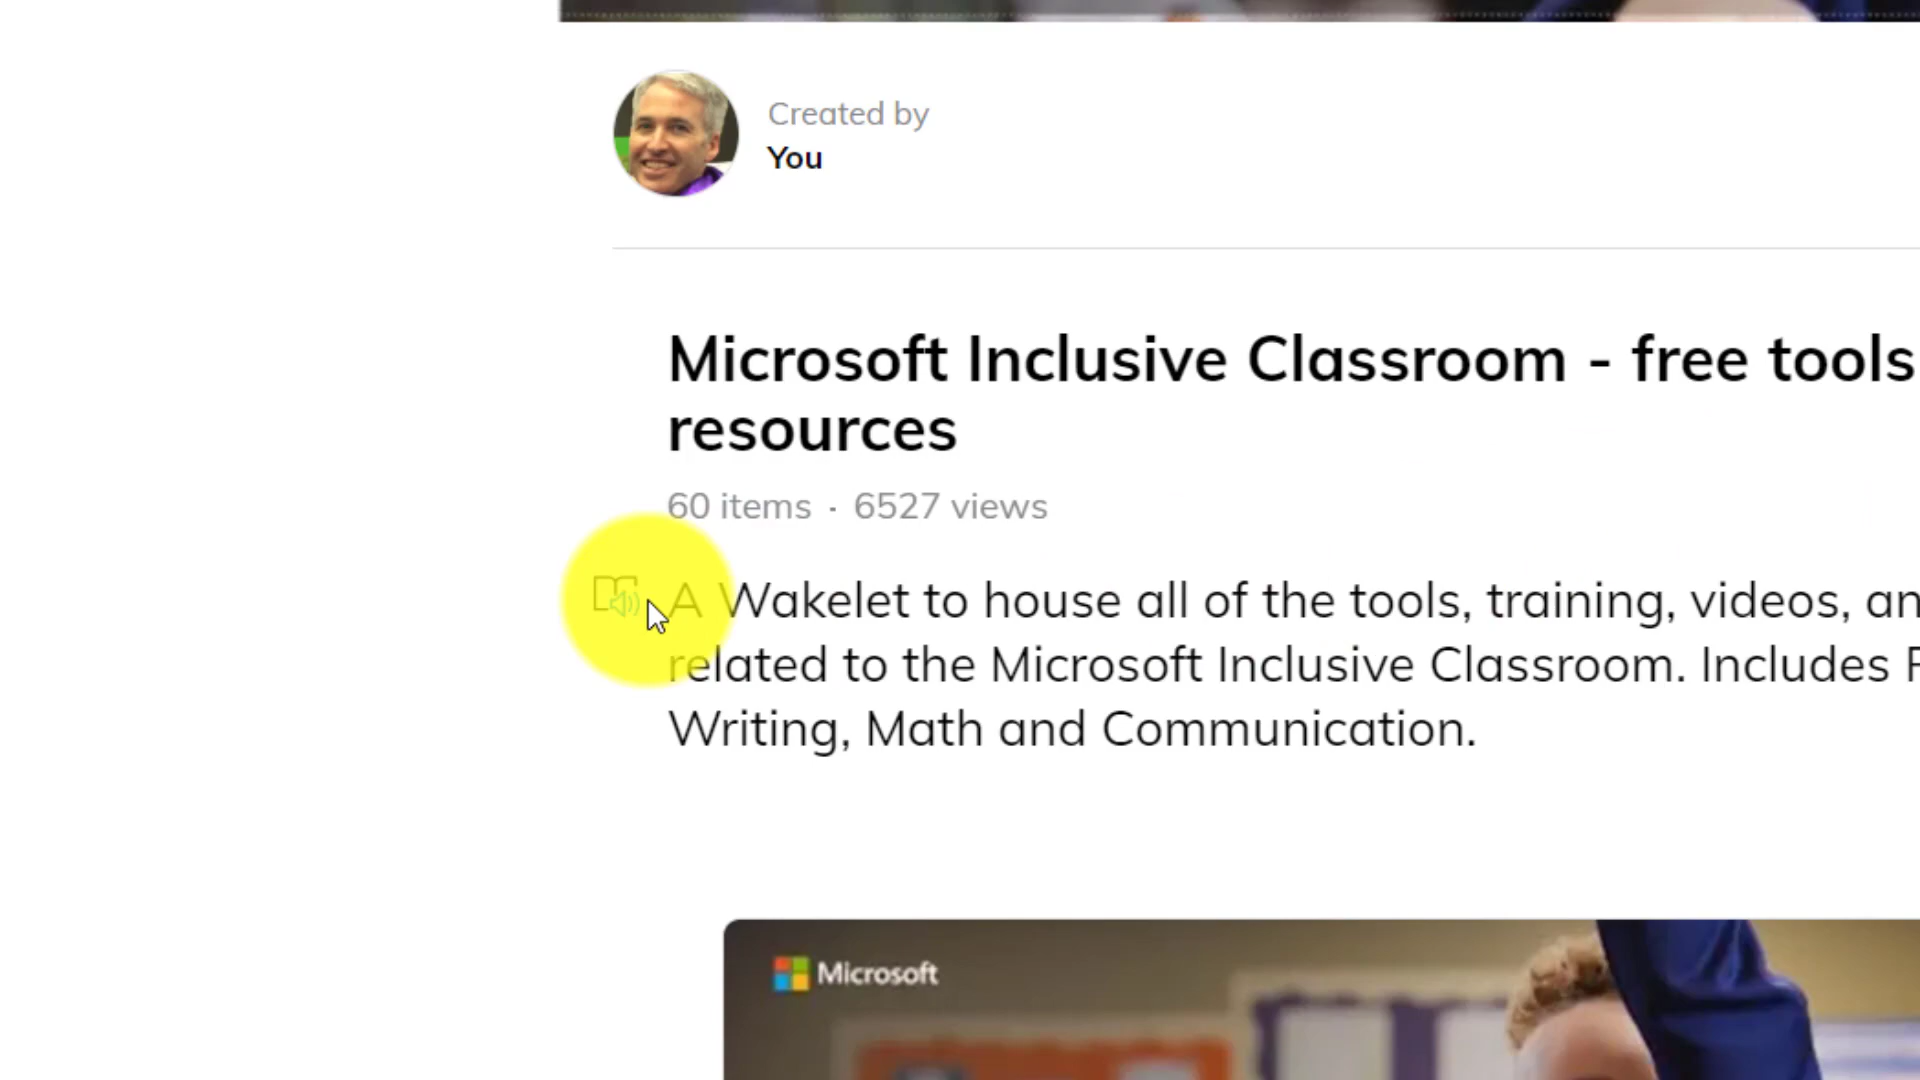 Created by
You
Microsoft Inclusive Classroom - free tools
resources
60 items · 6527 views
A Wakelet to house all of the tools, training, videos,
related to the Microsoft Inclusive Classroom. Includes
Writing, Math and Communication.
Microsoft